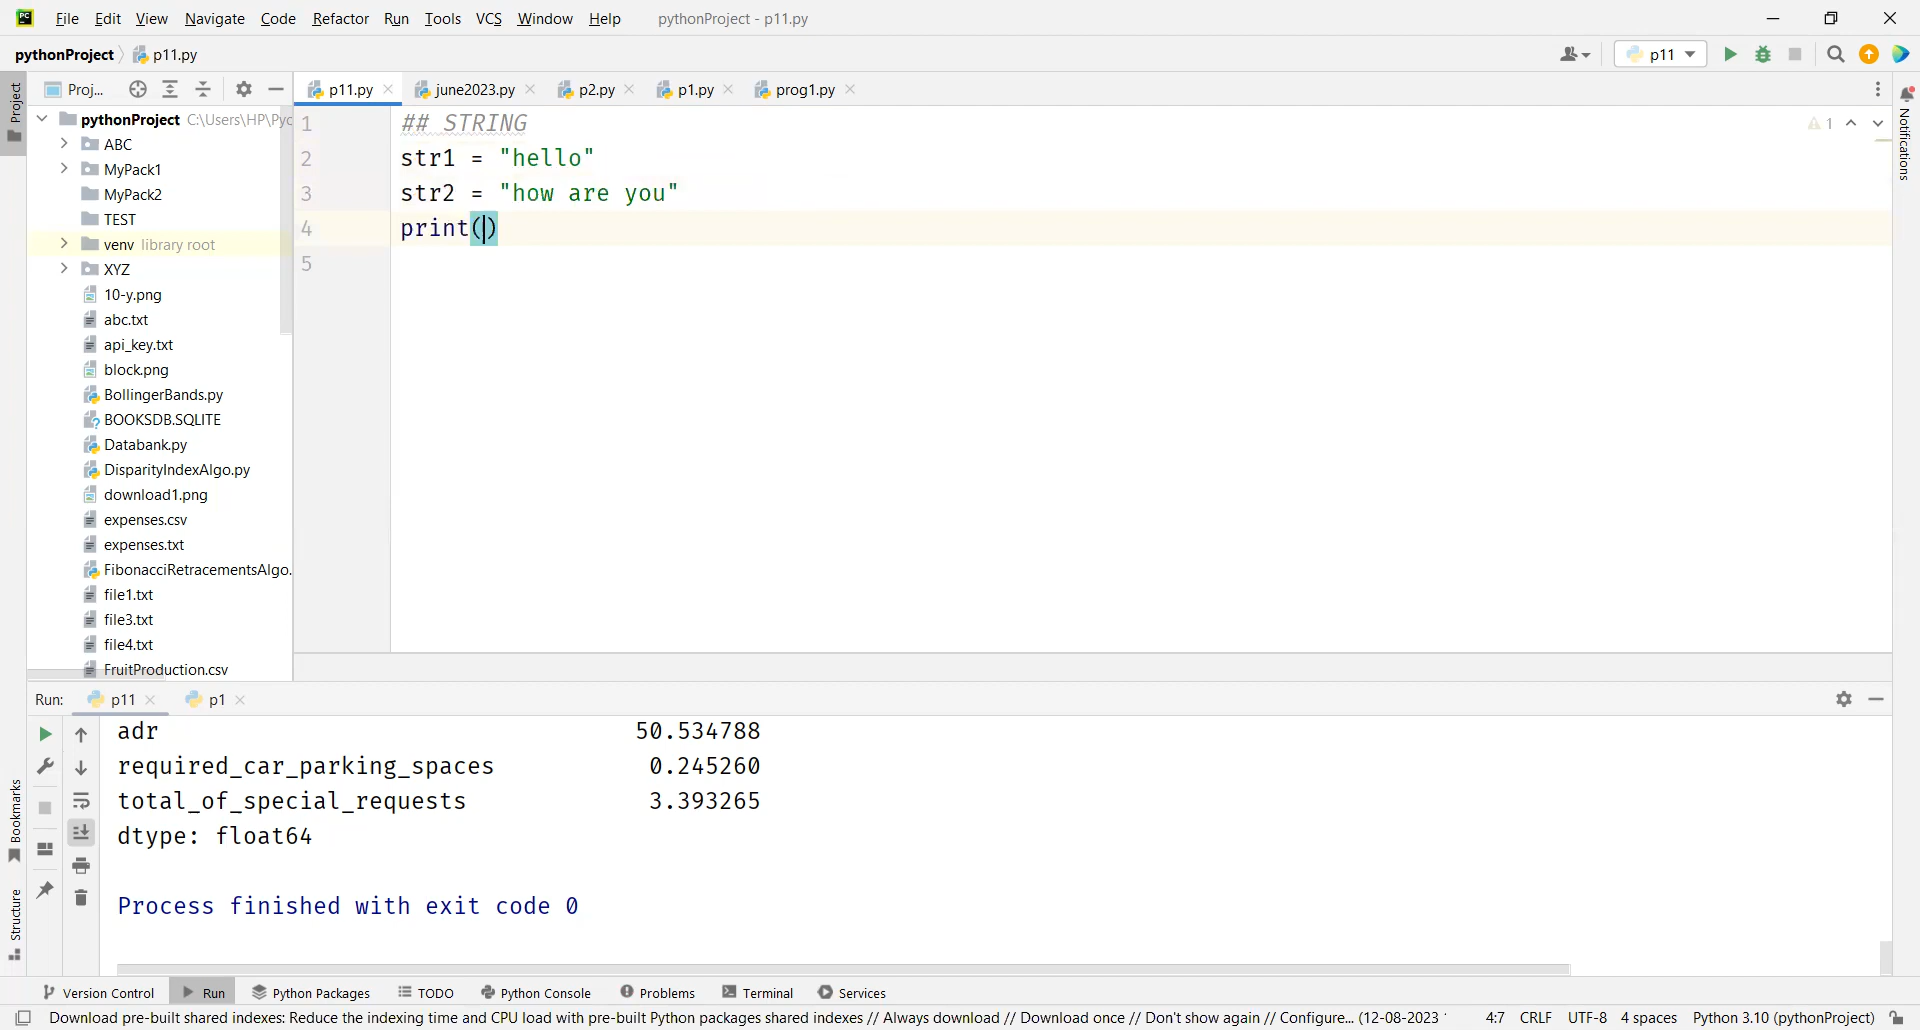 PC
File Edit View Navigate Code Refactor Run Tools VCS Window Help pythonProject - p11.py
pythonProject p11.py p11
Project
Proj... p11.py june2023.py p2.py p1.py prog1.py
Notifications
pythonProject C:\Users\HP\Pyc
ABC
MyPack1
MyPack2
TEST
venv library root
XYZ
10-y.png
abc.txt
api_key.txt
block.png
BollingerBands.py
BOOKSDB.SQLITE
Databank.py
DisparityIndexAlgo.py
download1.png
expenses.csv
expenses.txt
FibonacciRetracementsAlgo.
file1.txt
file3.txt
file4.txt
FruitProduction.csv
1 ## STRING 1
2 str1 = "hello"
3 str2 = "how are you"
4 print()
5
Run: p11 p1
adr 50.534788
required_car_parking_spaces 0.245260
total_of_special_requests 3.393265
dtype: float64
Process finished with exit code 0
Bookmarks
Structure
Version Control Run Python Packages TODO Python Console Problems Terminal Services
Download pre-built shared indexes: Reduce the indexing time and CPU load with pre-built Python packages shared indexes // Always download // Download once // Don't show again // Configure... (12-08-2023 4:7 CRLF UTF-8 4 spaces Python 3.10 (pythonProject)